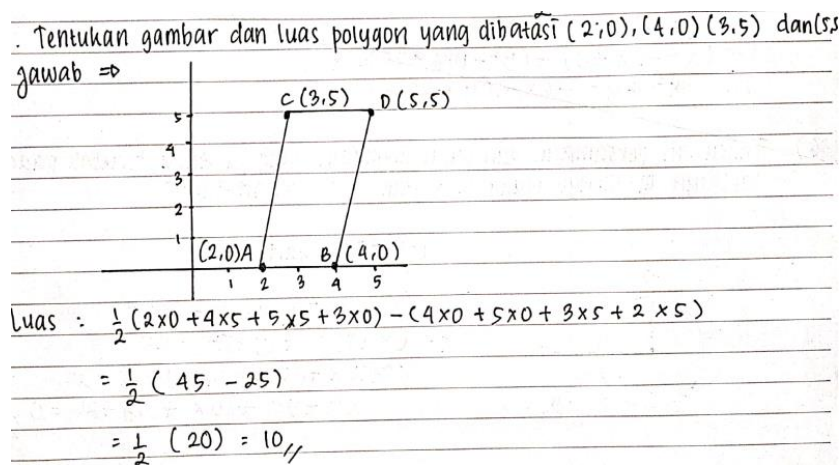 . Tentukan gambar dan luas polygon yang dibatasi (2,0), (4,0) (3.5) dan (5,5
Jawab ⇒
C (3,5) D (5,5)
5
4
3
2
1
(2,0) A B (4,0)
1 2 3 4 5
Luas : 1/2 (2x0 + 4x5 + 5x5 + 3x0) - (4x0 + 5x0 + 3x5 + 2 x 5)
= 1/2 ( 45 - 25)
= 1/2 (20) = 10 //